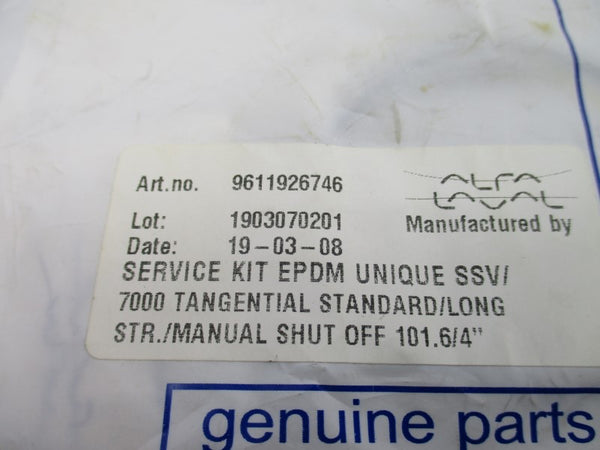 Art.no. 9611926746
ALFA
LAVAL
Lot: 1903070201
Manufactured by
Date: 19-03-08
SERVICE KIT EPDM UNIQUE SSV/
7000 TANGENTIAL STANDARD/LONG
STR./MANUAL SHUT OFF 101.6/4"
genuine parts